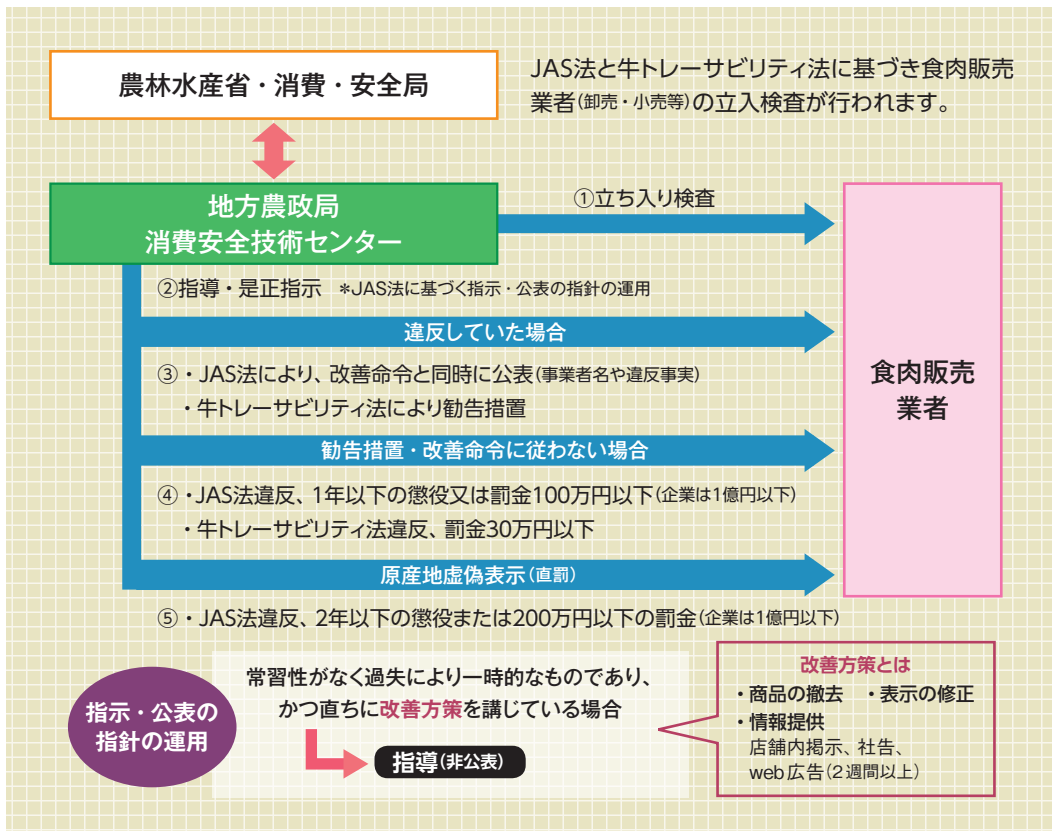 農林水産省・消費・安全局
JAS法と牛トレーサビリティ法に基づき食肉販売
業者(卸売・小売等)の立入検査が行われます。
地方農政局
消費安全技術センター
①立ち入り検査
②指導・是正指示 *JAS法に基づく指示・公表の指針の運用
違反していた場合
③・JAS法により、改善命令と同時に公表(事業者名や違反事実)
・牛トレーサビリティ法により勧告措置
食肉販売
業者
勧告措置・改善命令に従わない場合
④・JAS法違反、1年以下の懲役又は罰金100万円以下(企業は1億円以下)
・牛トレーサビリティ法違反、罰金30万円以下
原産地虚偽表示(直罰)
⑤・JAS法違反、2年以下の懲役または200万円以下の罰金(企業は1億円以下)
指示・公表の
指針の運用
常習性がなく過失により一時的なものであり、
かつ直ちに改善方策を講じている場合
指導(非公表)
改善方策とは
・商品の撤去 ・表示の修正
・情報提供
店舗内掲示、社告、
web広告(2週間以上)